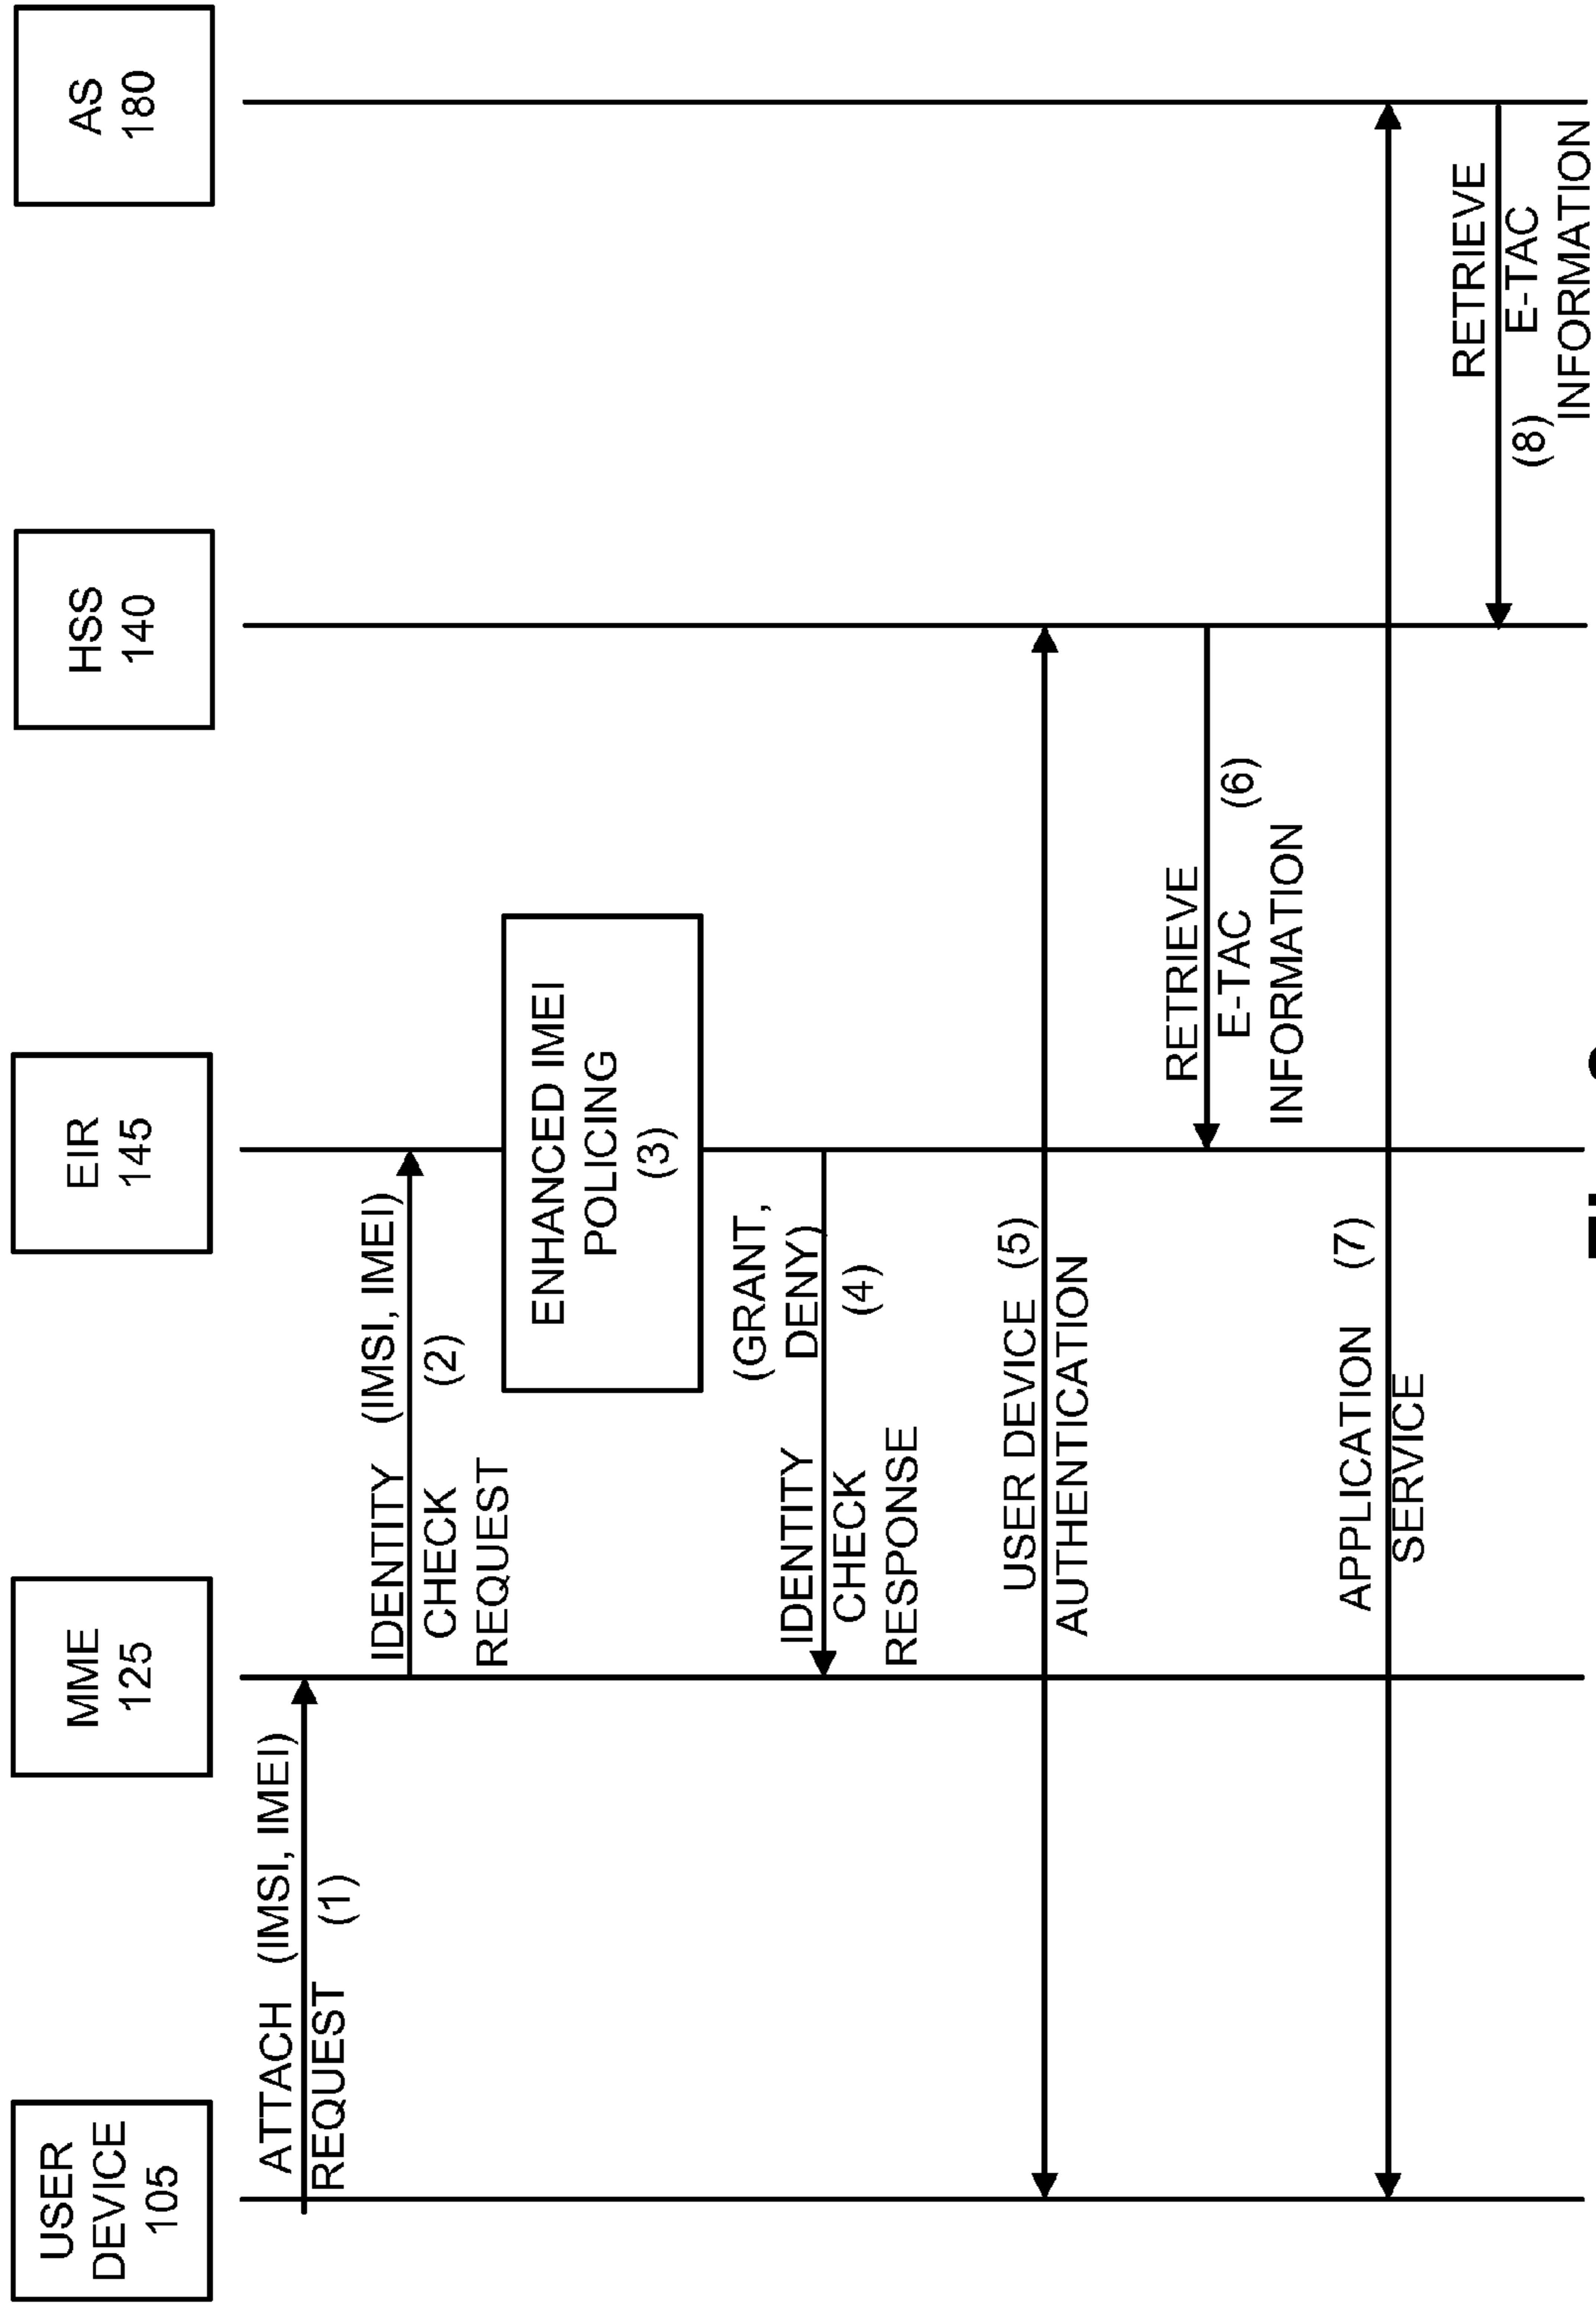 USER
DEVICE
105
MME
125
EIR
145
HSS
140
AS
180
ATTACH (IMSI, IMEI)
REQUEST (1)
IDENTITY (IMSI, IMEI)
CHECK (2)
REQUEST
ENHANCED IMEI
POLICING
(3)
(GRANT,
IDENTITY DENY)
CHECK (4)
RESPONSE
USER DEVICE (5)
AUTHENTICATION
RETRIEVE
E-TAC (6)
INFORMATION
APPLICATION (7)
SERVICE
RETRIEVE
(8) E-TAC
INFORMATION